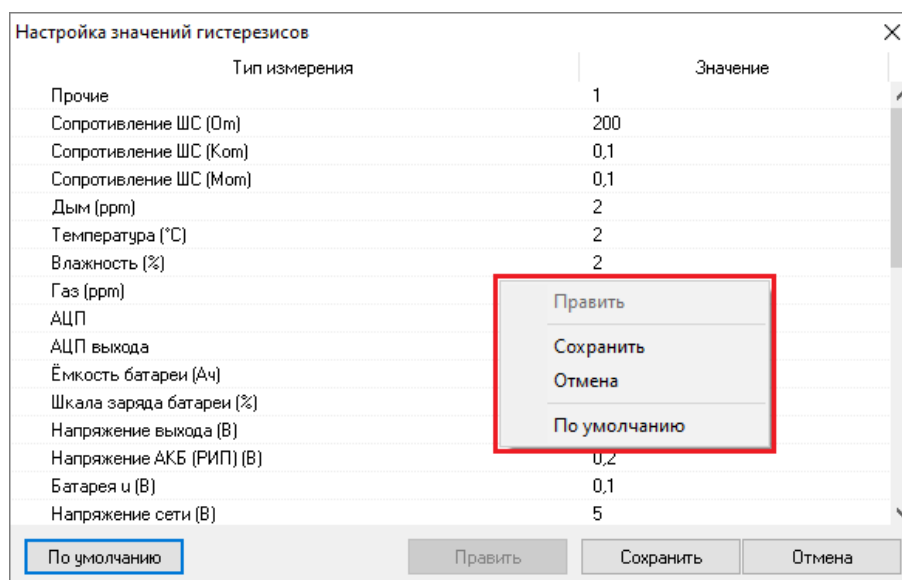 Настройка значений гистерезисов
Тип измерения Значение
Прочие 1
Сопротивление ШС (Om) 200
Сопротивление ШС (Kom) 0,1
Сопротивление ШС (Mom) 0,1
Дым (ppm) 2
Температура (°C) 2
Влажность (%) 2
Газ (ppm)
Править
АЦП
АЦП выхода
Сохранить
Ёмкость батареи (Ач)
Отмена
Шкала заряда батареи (%)
Напряжение выхода (В)
По умолчанию
Напряжение АКБ (РИП) (В) 0,2
Батарея u (В) 0,1
Напряжение сети (В) 5
По умолчанию Править Сохранить Отмена